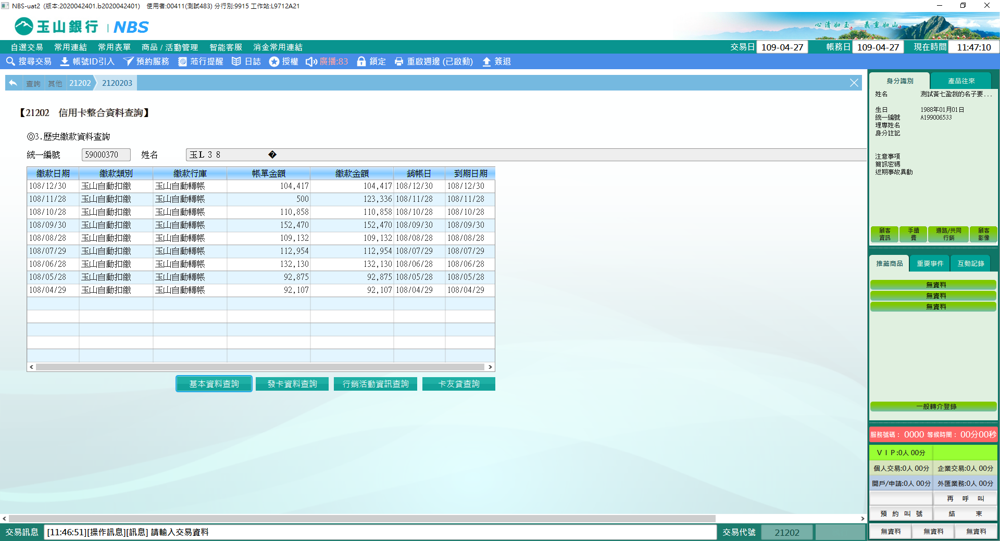 NBS-uat2 (版本:2020042401.b2020042401) 使用者:00411(測試483) 分行別:9915 工作站:L9712A21
玉山銀行 | NBS
心清如玉 義重如山
自選交易 常用連結 常用表單 商品 / 活動管理 智能客服 消金常用連結 交易日 109-04-27 帳務日 109-04-27 現在時間 11:47:10
搜尋交易 帳號ID引入 預約服務 蒞行提醒 日誌 授權 廣播:83 鎖定 重啟週邊 (已啟動) 簽退
查詢 其他 21202 2120203
【21202 信用卡整合資料查詢】
◎3.歷史繳款資料查詢
統一編號 59000370 姓名 玉L 3 8 �
繳款日期 繳款類別 繳款行庫 帳單金額 繳款金額 銷帳日 到期日期
108/12/30 玉山自動扣繳 玉山自動轉帳 104,417 104,417 108/12/30 108/12/30
108/11/28 玉山自動扣繳 玉山自動轉帳 500 123,336 108/11/28 108/11/28
108/10/28 玉山自動扣繳 玉山自動轉帳 110,858 110,858 108/10/28 108/10/28
108/09/30 玉山自動扣繳 玉山自動轉帳 152,470 152,470 108/09/30 108/09/30
108/08/28 玉山自動扣繳 玉山自動轉帳 109,132 109,132 108/08/28 108/08/28
108/07/29 玉山自動扣繳 玉山自動轉帳 112,954 112,954 108/07/29 108/07/29
108/06/28 玉山自動扣繳 玉山自動轉帳 132,130 132,130 108/06/28 108/06/28
108/05/28 玉山自動扣繳 玉山自動轉帳 92,875 92,875 108/05/28 108/05/28
108/04/29 玉山自動扣繳 玉山自動轉帳 92,107 92,107 108/04/29 108/04/29
基本資料查詢 發卡資料查詢 行銷活動資訊查詢 卡友貸查詢
身分識別 產品往來
姓名 測試黃七盈我的名子要...
生日 1988年01月01日
統一編號 A199006533
理專姓名
身分註記
注意事項
簡訊密碼
近期事故異動
顧客資訊 手續費 通路/共同行銷 顧客影像
推薦商品 重要事件 互動記錄
無資料
無資料
無資料
一般轉介登錄
服務號碼： 0000 等候時間： 00分00秒
ＶＩＰ:0人 00分
個人交易:0人 00分 企業交易:0人 00分
開戶/申請:0人 00分 外匯業務:0人 00分
再 呼 叫
預 約 叫 號 結 束
無資料 無資料 無資料
交易訊息 [11:46:51][操作訊息][訊息] 請輸入交易資料 交易代號 21202